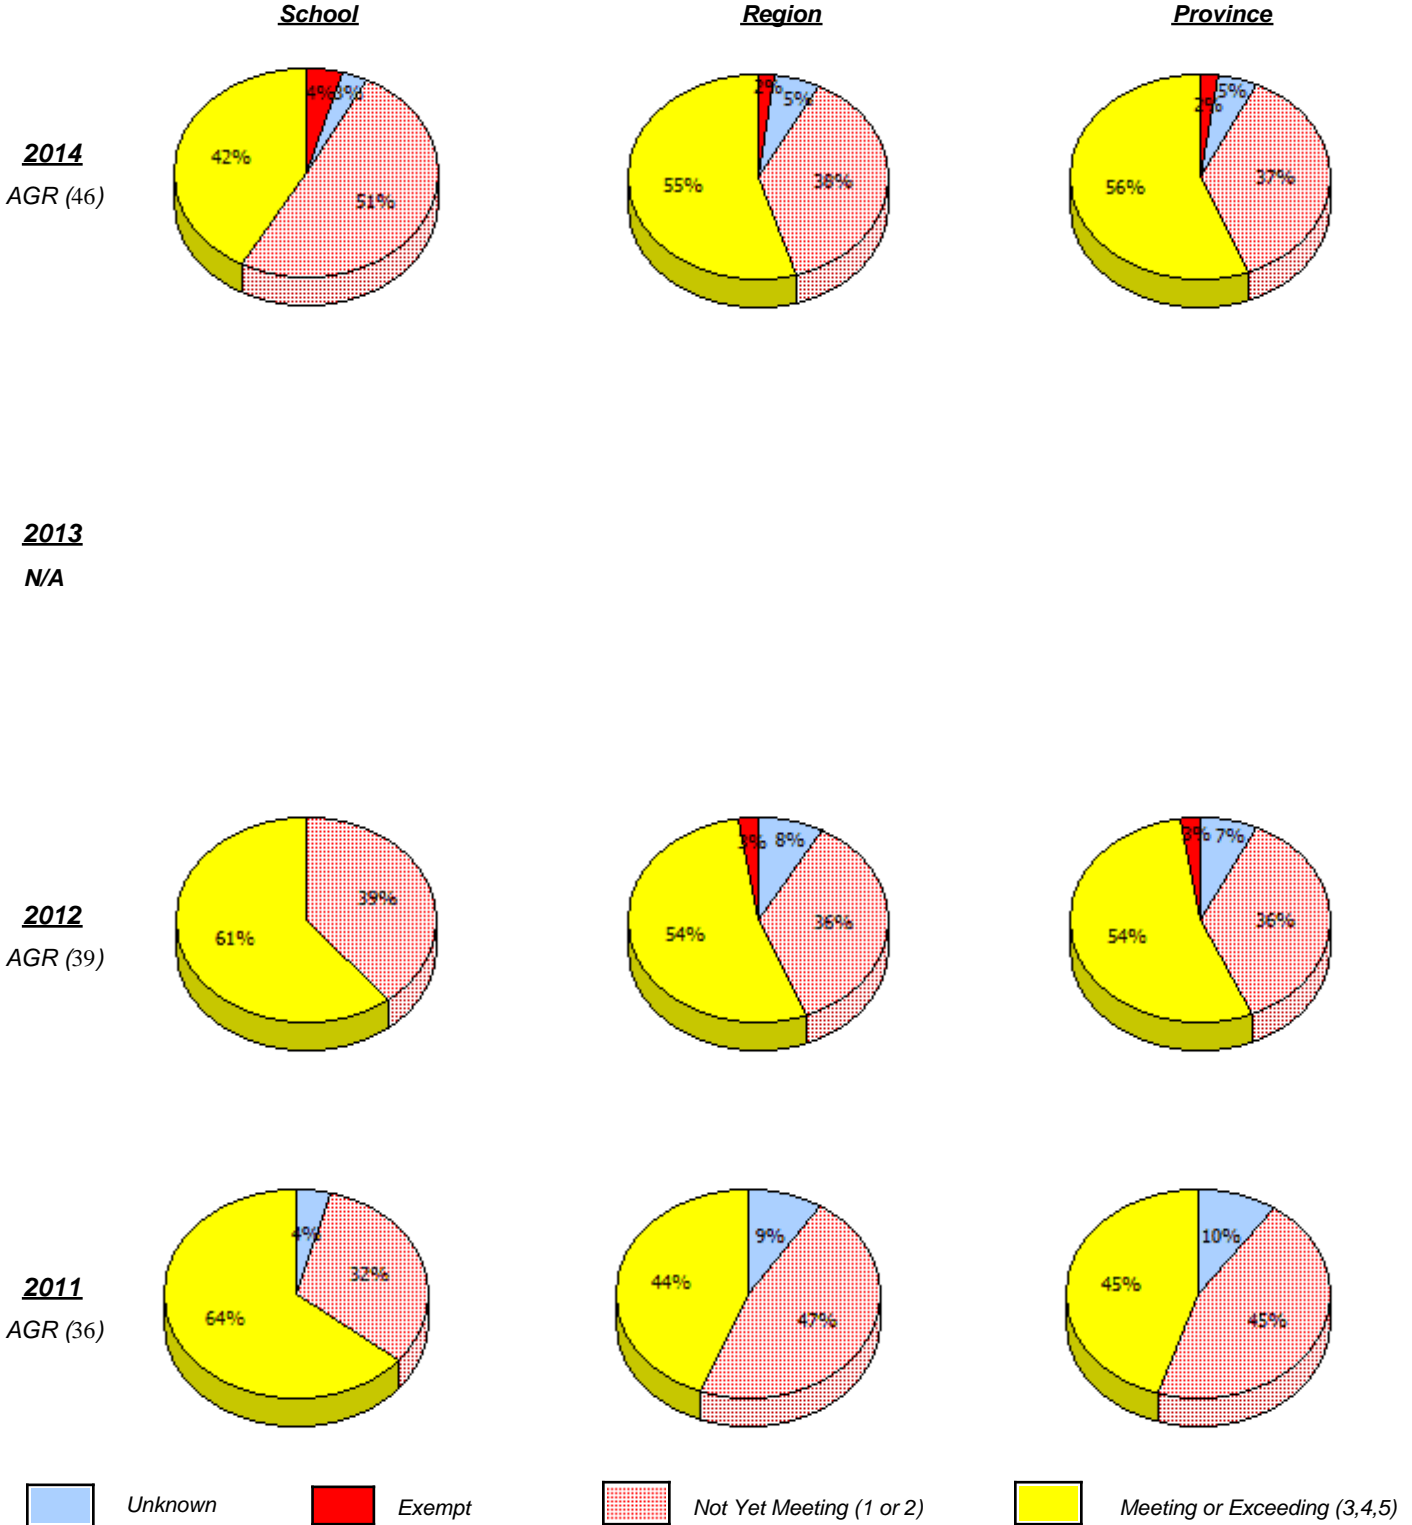 School Region Province
4% 3% 2% 5% 2% 5%
2014
42% 51% 55% 38% 56% 37%
AGR (46)
2013
N/A
39% 3% 8% 36% 3% 7% 36%
2012
61% 54% 54%
AGR (39)
4% 32% 9% 10%
2011
64% 44% 47% 45% 45%
AGR (36)
Unknown Exempt Not Yet Meeting (1 or 2) Meeting or Exceeding (3,4,5)